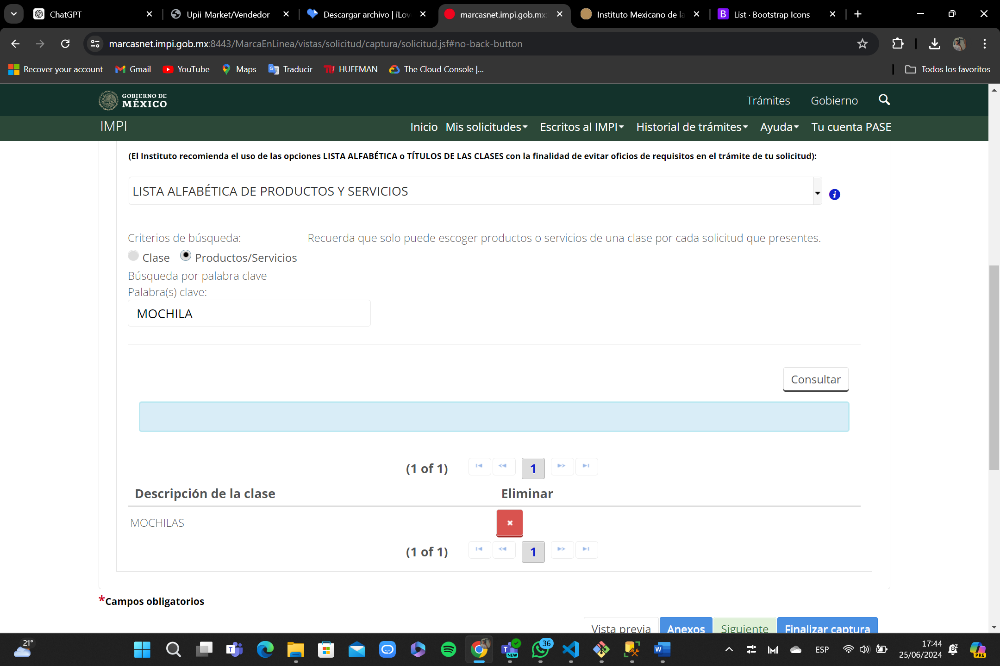 ChatGPT
Upii-Market/Vendedor
Descargar archivo | iLov
marcasnet.impi.gob.mx:
Instituto Mexicano de la
B List · Bootstrap Icons
marcasnet.impi.gob.mx:8443/MarcaEnLinea/vistas/solicitud/captura/solicitud.jsf#no-back-button
Recover your account
Gmail
YouTube
Maps
Traducir
HUFFMAN
The Cloud Console |...
Todos los favoritos
GOBIERNO DE
MÉXICO
Trámites
Gobierno
IMPI
Inicio
Mis solicitudes
Escritos al IMPI
Historial de trámites
Ayuda
Tu cuenta PASE
(El Instituto recomienda el uso de las opciones LISTA ALFABÉTICA o TÍTULOS DE LAS CLASES con la finalidad de evitar oficios de requisitos en el trámite de tu solicitud):
LISTA ALFABÉTICA DE PRODUCTOS Y SERVICIOS
i
Criterios de búsqueda:
Recuerda que solo puede escoger productos o servicios de una clase por cada solicitud que presentes.
Clase
Productos/Servicios
Búsqueda por palabra clave
Palabra(s) clave:
MOCHILA
Consultar
(1 of 1)
1
Descripción de la clase
Eliminar
MOCHILAS
(1 of 1)
1
*Campos obligatorios
Vista previa
Anexos
Siguiente
Finalizar captura
21°
T
NEW
36
W
ESP
17:44
25/06/2024
PRE